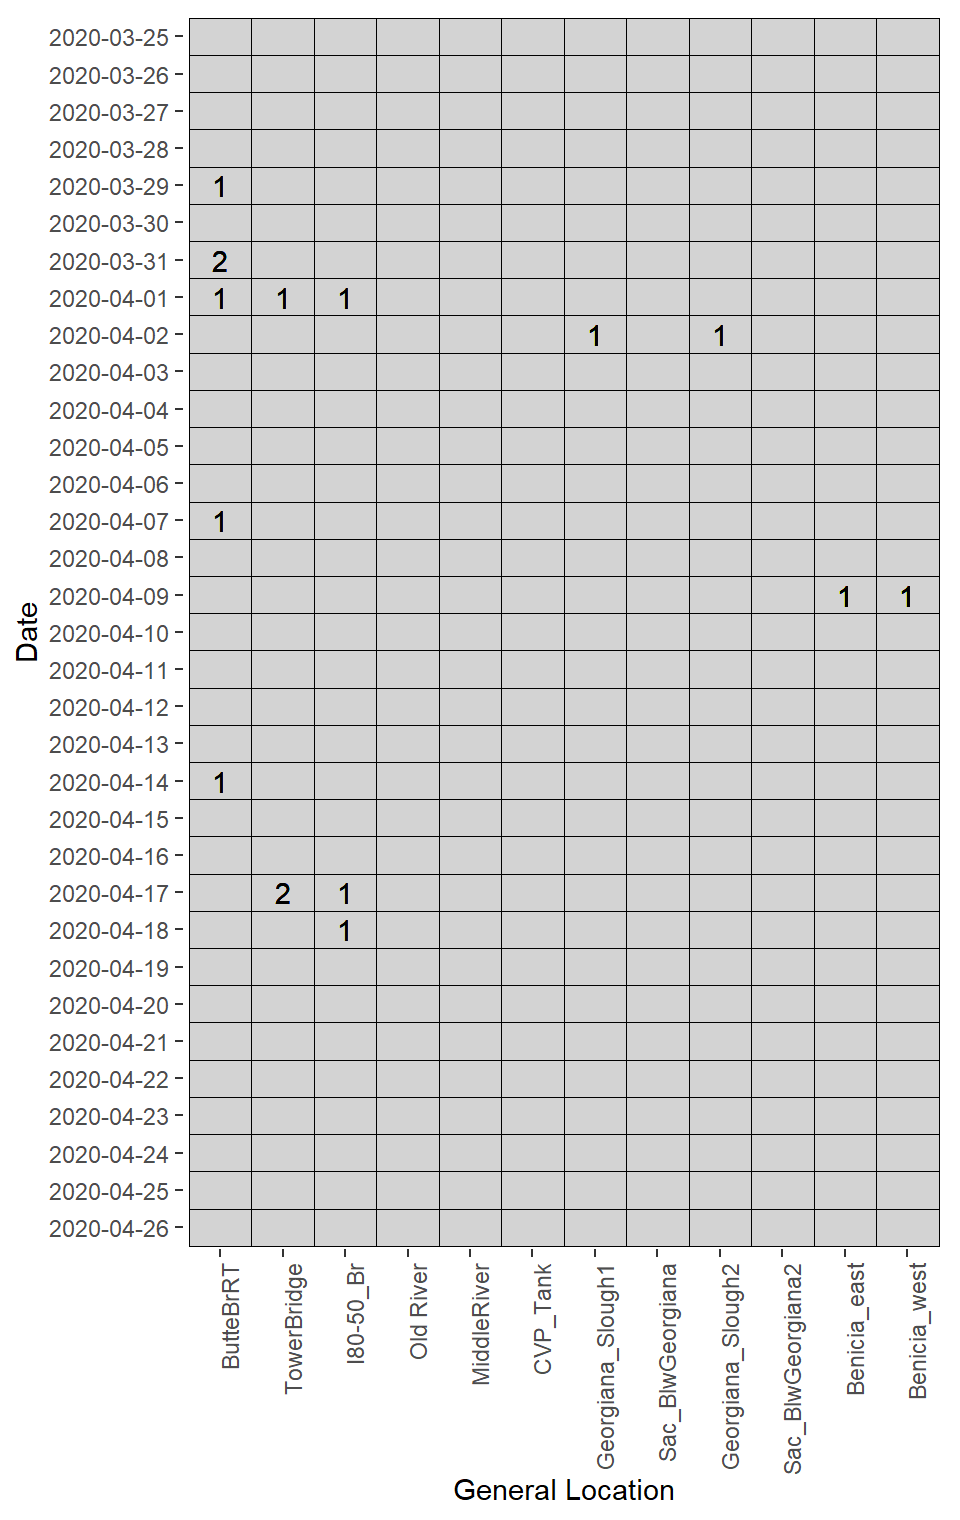 2020-03-25
2020-03-26
2020-03-27
2020-03-28
2020-03-29 1
2020-03-30
2020-03-31 2
2020-04-01 1 1 1
2020-04-02 1 1
2020-04-03
2020-04-04
2020-04-05
2020-04-06
2020-04-07 1
2020-04-08
2020-04-09 1 1
2020-04-10
2020-04-11
2020-04-12
2020-04-13
2020-04-14 1
2020-04-15
2020-04-16
2020-04-17 2 1
2020-04-18 1
2020-04-19
2020-04-20
2020-04-21
2020-04-22
2020-04-23
2020-04-24
2020-04-25
2020-04-26
Date
ButteBrRT
TowerBridge
I80-50_Br
Old River
MiddleRiver
CVP_Tank
Georgiana_Slough1
Sac_BlwGeorgiana
Georgiana_Slough2
Sac_BlwGeorgiana2
Benicia_east
Benicia_west
General Location